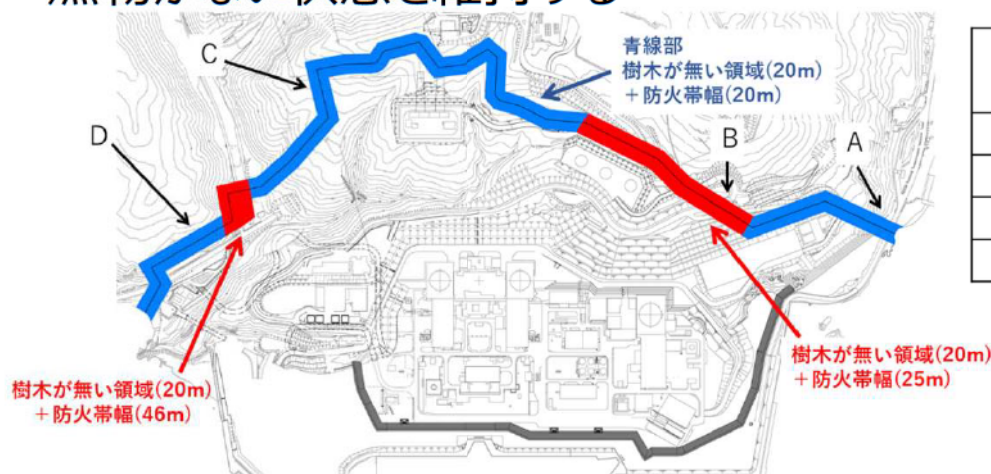 C
青線部
樹木が無い領域(20m)
＋防火帯幅(20m)
D
B
A
樹木が無い領域(20m)
＋防火帯幅(46m)
樹木が無い領域(20m)
＋防火帯幅(25m)